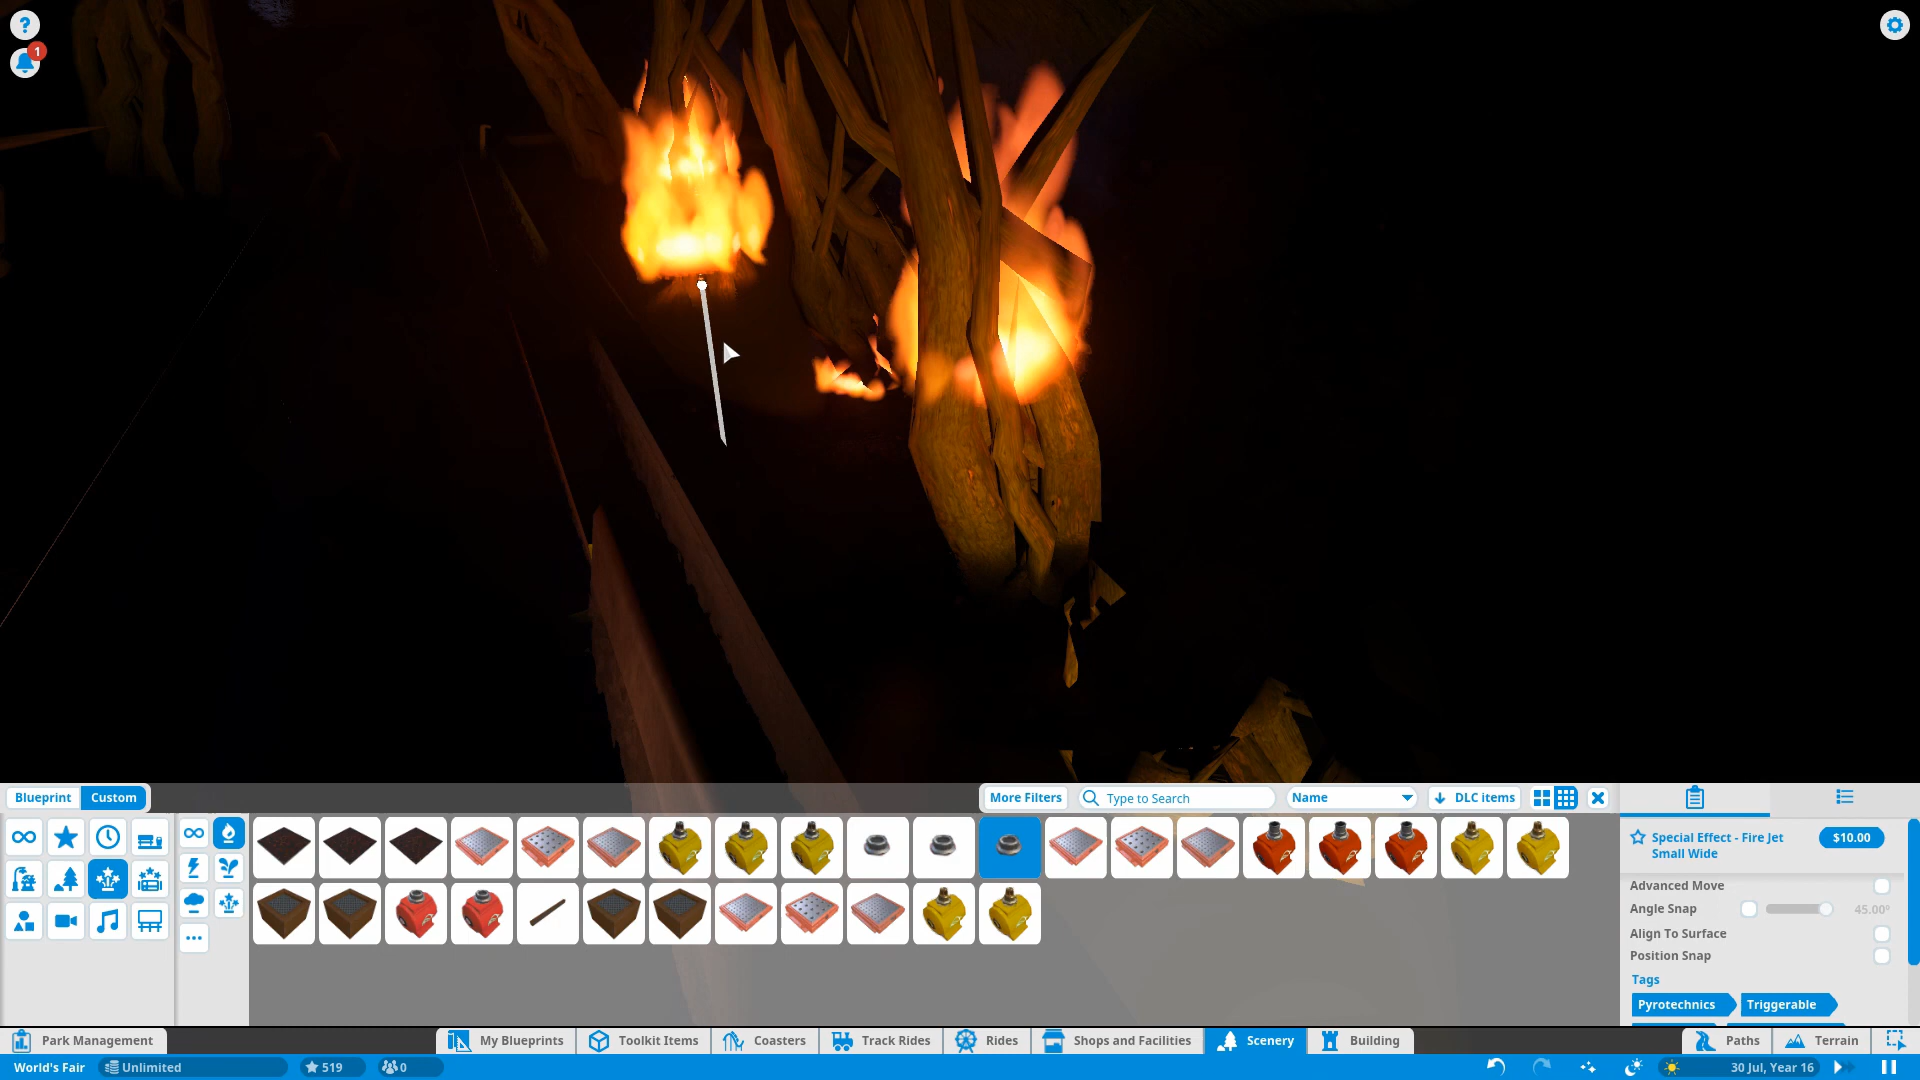 ?
1
Blueprint
Custom
More Filters
Type to Search
Name
DLC items
Special Effect - Fire Jet
Small Wide
$10.00
Advanced Move
Angle Snap
45.00°
Align To Surface
Position Snap
Tags
Pyrotechnics
Triggerable
Park Management
My Blueprints
Toolkit Items
Coasters
Track Rides
Rides
Shops and Facilities
Scenery
Building
Paths
Terrain
World's Fair
Unlimited
519
0
30 Jul, Year 16